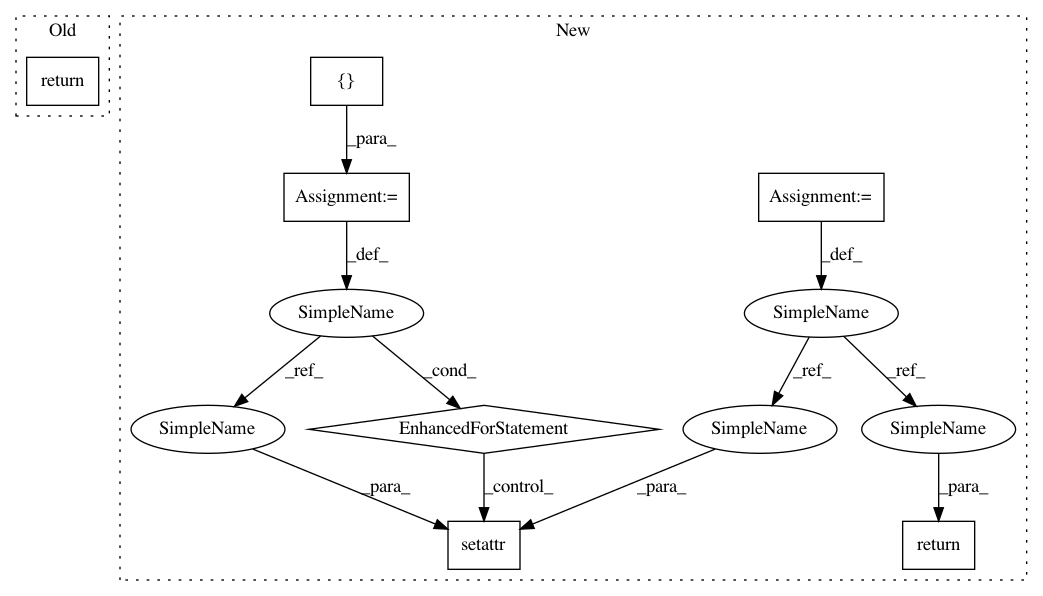 Old
New
return
{}
_para_
Assignment:=
Assignment:=
_def_
_def_
SimpleName
SimpleName
_ref_
_cond_
_ref_
_ref_
SimpleName
EnhancedForStatement
SimpleName
SimpleName
_para_
_control_
_para_
_para_
setattr
return